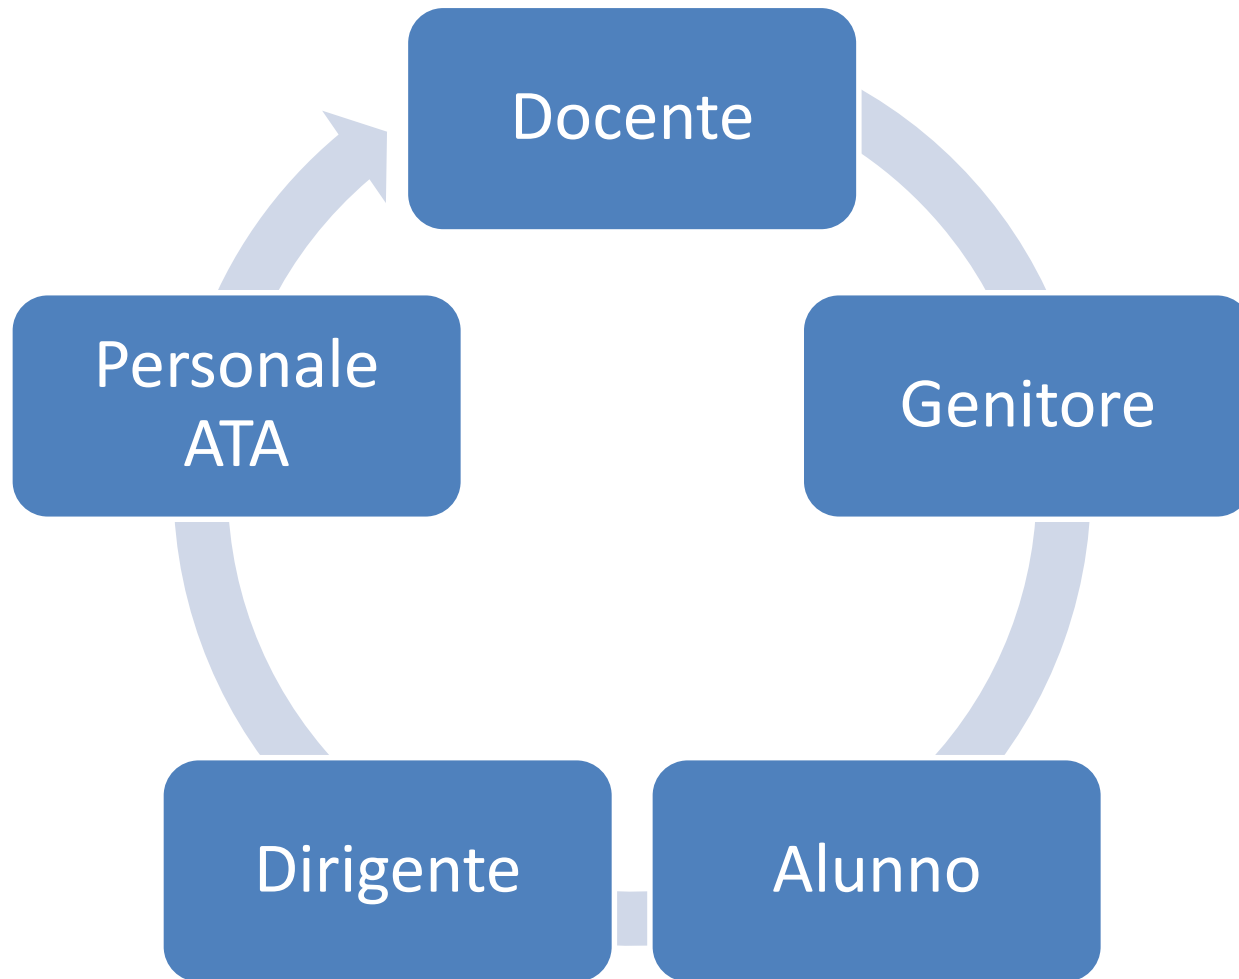 Docente
Genitore
Alunno
Dirigente
Personale
ATA